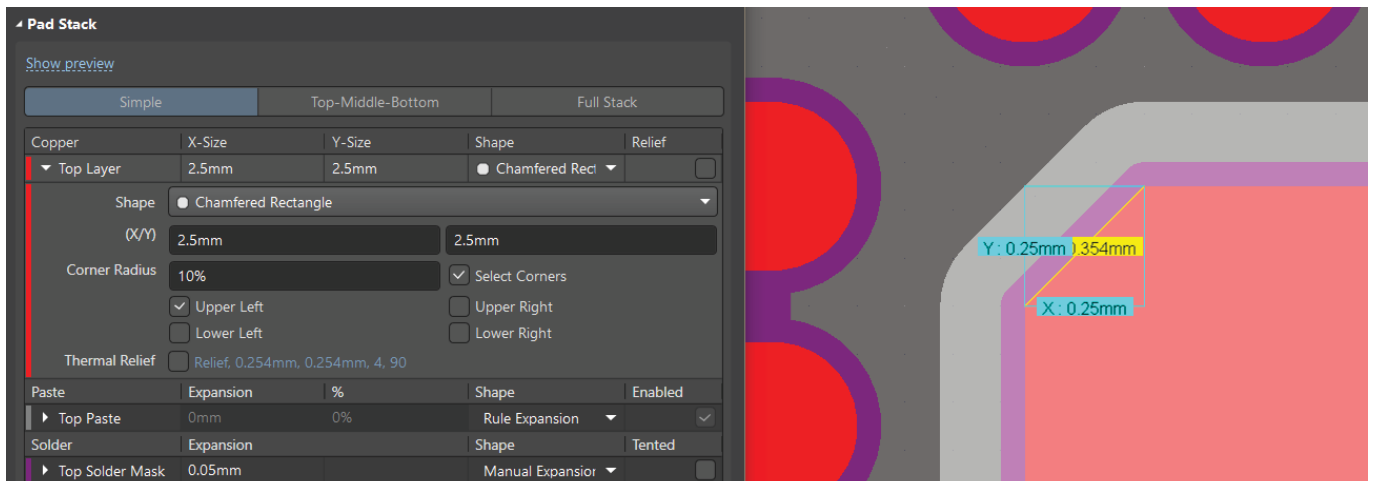 Pad Stack
Show preview
Simple Top-Middle-Bottom Full Stack
Copper X-Size Y-Size Shape Relief
Top Layer 2.5mm 2.5mm Chamfered Rect
Shape Chamfered Rectangle
(X/Y) 2.5mm 2.5mm
Corner Radius 10% Select Corners
Upper Left Upper Right
Lower Left Lower Right
Thermal Relief Relief, 0.254mm, 0.254mm, 4, 90
Paste Expansion % Shape Enabled
Top Paste 0mm 0% Rule Expansion
Solder Expansion Shape Tented
Top Solder Mask 0.05mm Manual Expansion
Y : 0.25mm 0.354mm
X : 0.25mm